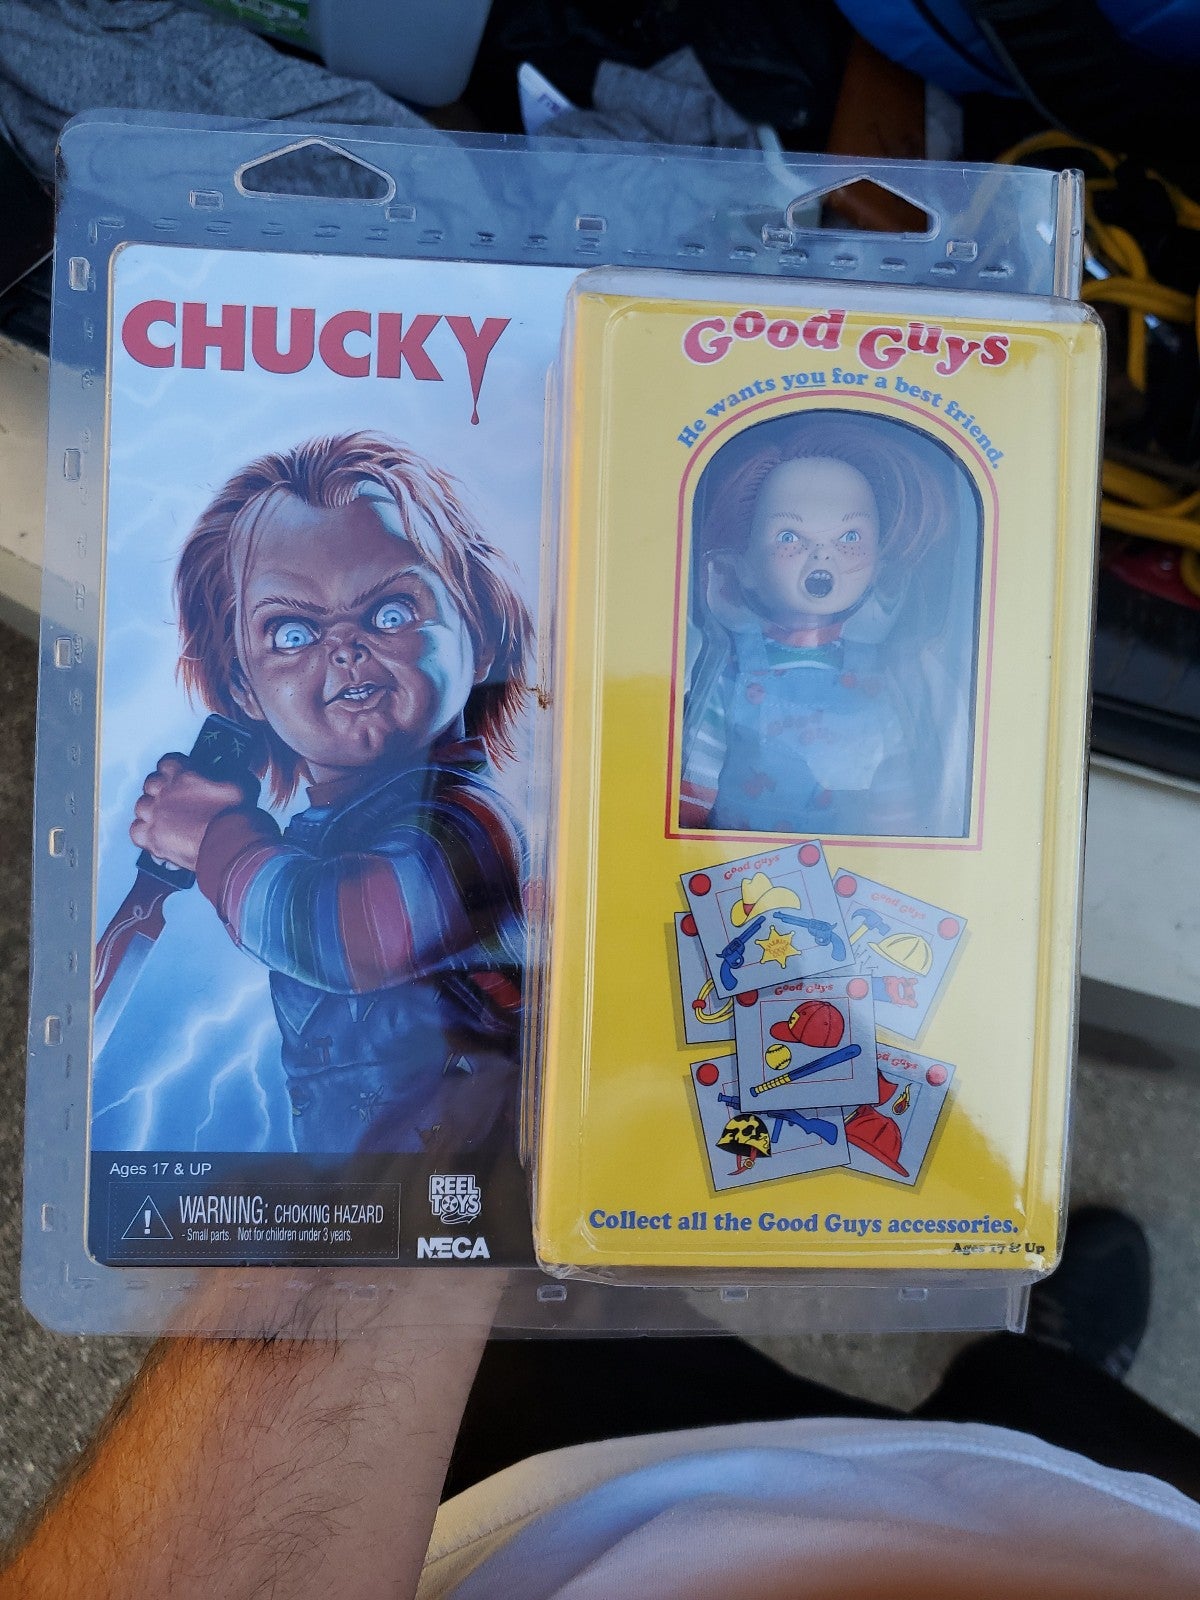 CHUCKY
Good Guys
He wants you for a best friend.
Good Guys
Good Guys
Good Guys
Guys
Collect all the Good Guys accessories.
Ages 17 & Up
Ages 17 & UP
WARNING: CHOKING HAZARD
- Small parts. Not for children under 3 years.
REEL
TOYS
NECA